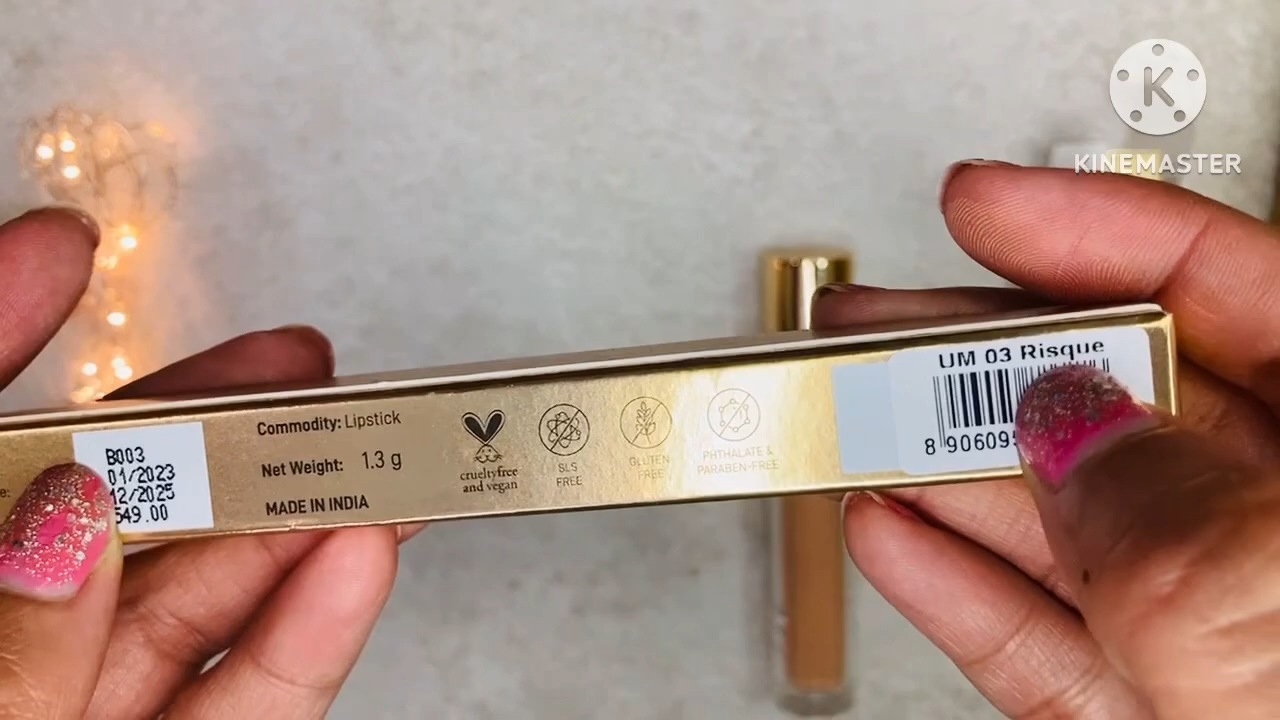 KINEMASTER
B003
01/2023
12/2025
549.00
Commodity: Lipstick
Net Weight: 1.3 g
MADE IN INDIA
crueltyfree
and vegan
SLS
FREE
GLUTEN
FREE
PHTHALATE &
PARABEN-FREE
UM 03 Risque
8 906095